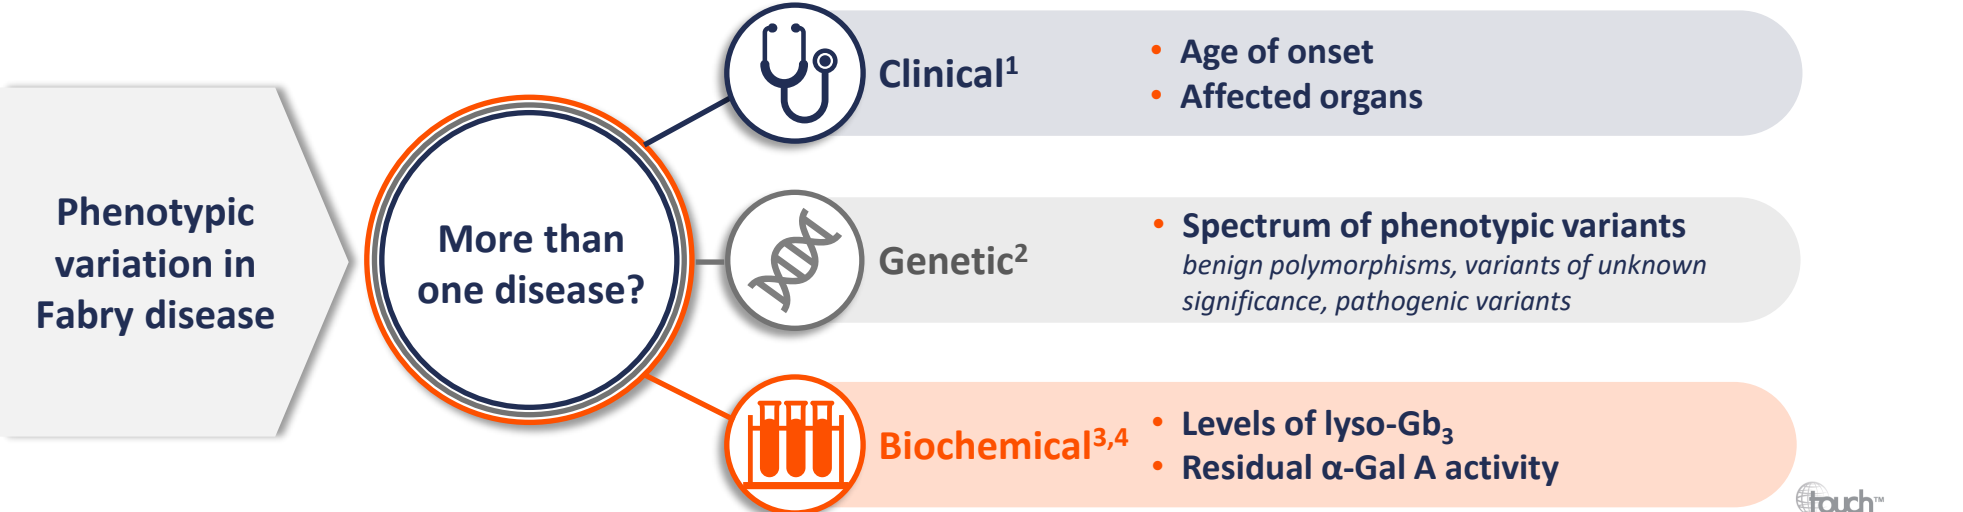 Phenotypic
variation in
Fabry disease
More than
one disease?
Clinical¹
• Age of onset
• Affected organs
Genetic²
• Spectrum of phenotypic variants
benign polymorphisms, variants of unknown
significance, pathogenic variants
Biochemical³,⁴
• Levels of lyso-Gb₃
• Residual α-Gal A activity
touch™